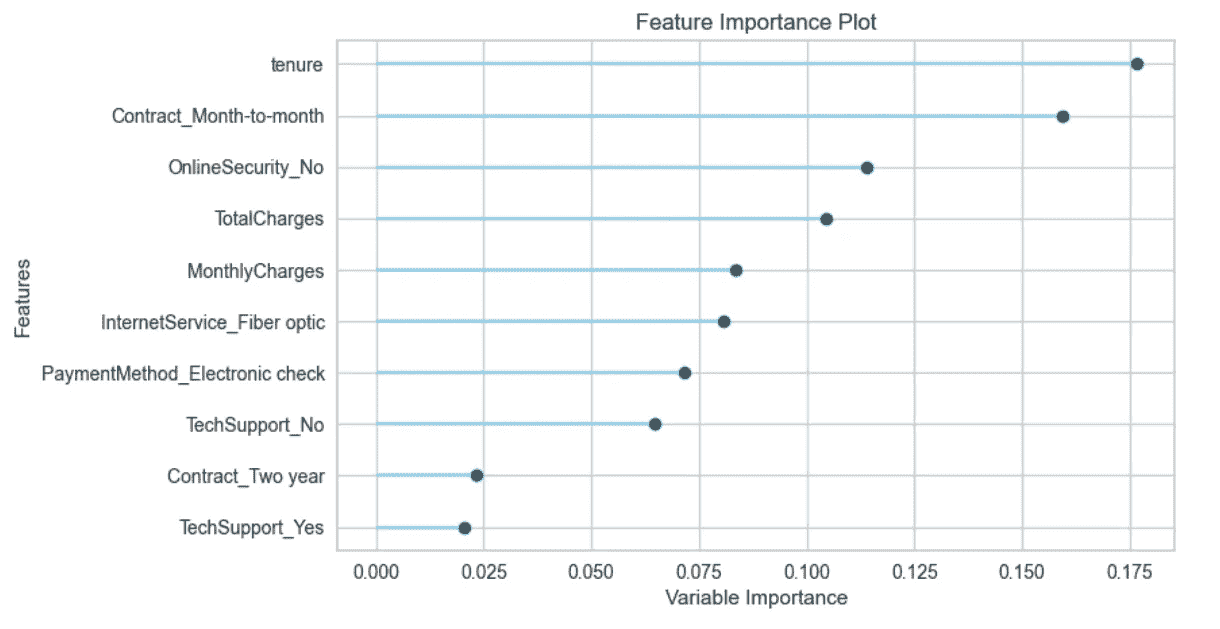 Feature Importance Plot
tenure
Contract_Month-to-month
OnlineSecurity_No
TotalCharges
MonthlyCharges
InternetService_Fiber optic
PaymentMethod_Electronic check
TechSupport_No
Contract_Two year
TechSupport_Yes
Features
0.000 0.025 0.050 0.075 0.100 0.125 0.150 0.175
Variable Importance